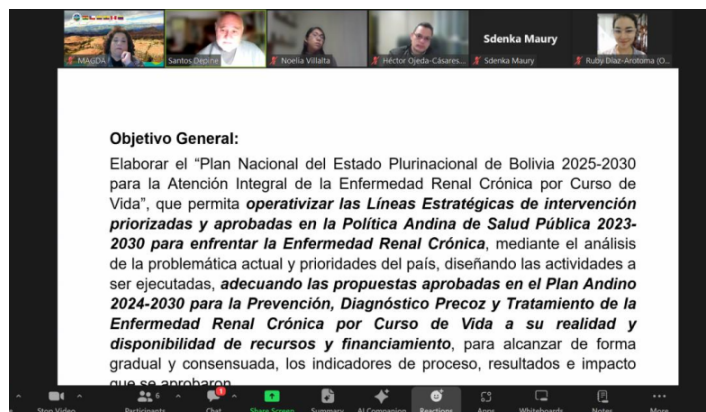 MAGDA
Santos Depine
Noelia Villalta
Héctor Ojeda-Cásares...
Sdenka Maury
Sdenka Maury
Ruby Díaz-Arotoma (O...
Objetivo General:
Elaborar el “Plan Nacional del Estado Plurinacional de Bolivia 2025-2030
para la Atención Integral de la Enfermedad Renal Crónica por Curso de
Vida”, que permita operativizar las Líneas Estratégicas de intervención
priorizadas y aprobadas en la Política Andina de Salud Pública 2023-
2030 para enfrentar la Enfermedad Renal Crónica, mediante el análisis
de la problemática actual y prioridades del país, diseñando las actividades a
ser ejecutadas, adecuando las propuestas aprobadas en el Plan Andino
2024-2030 para la Prevención, Diagnóstico Precoz y Tratamiento de la
Enfermedad Renal Crónica por Curso de Vida a su realidad y
disponibilidad de recursos y financiamiento, para alcanzar de forma
gradual y consensuada, los indicadores de proceso, resultados e impacto
que se aprobaron
6
1
Stop Video
Participants
Chat
Share Screen
Summary
AI Companion
Reactions
Apps
Whiteboards
Notes
More